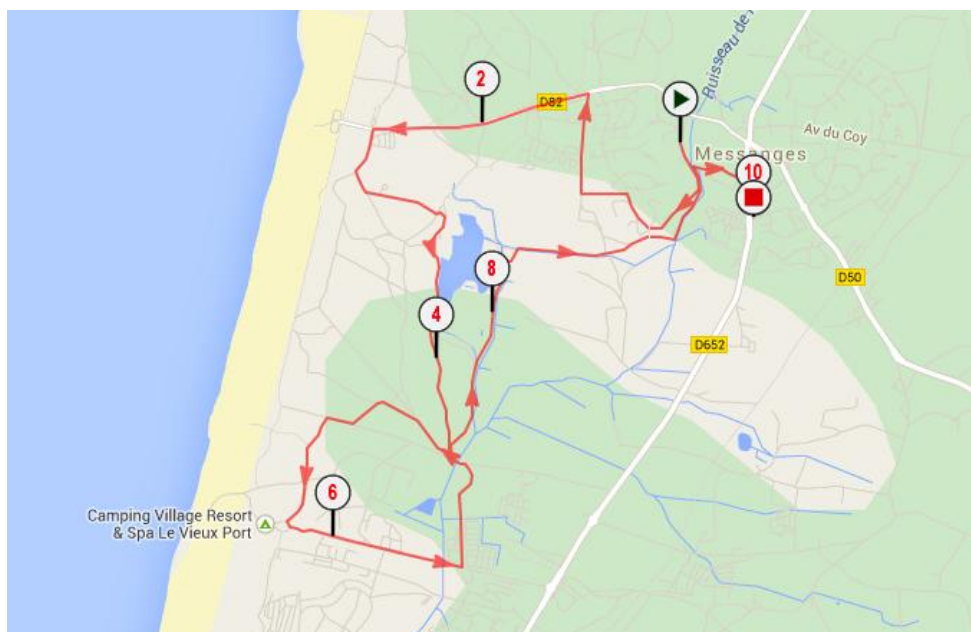 2
D82
Ruisseau de
Av du Coy
Messanges
10
8
D50
4
D652
6
Camping Village Resort
& Spa Le Vieux Port